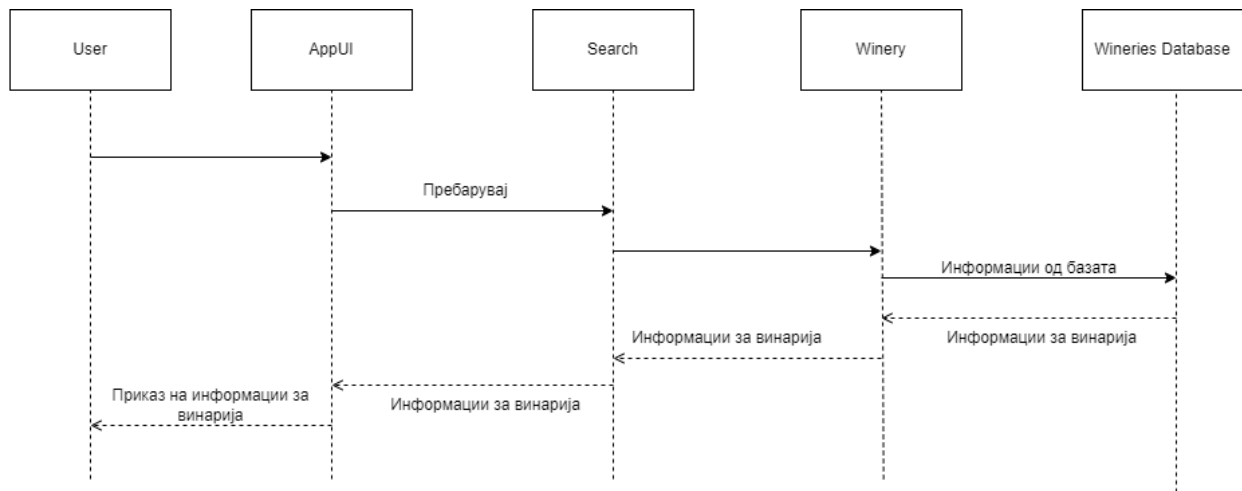 User
AppUI
Search
Winery
Wineries Database
Пребарувај
Информации од базата
Информации за винарија
Информации за винарија
Информации за винарија
Приказ на информации за
винарија